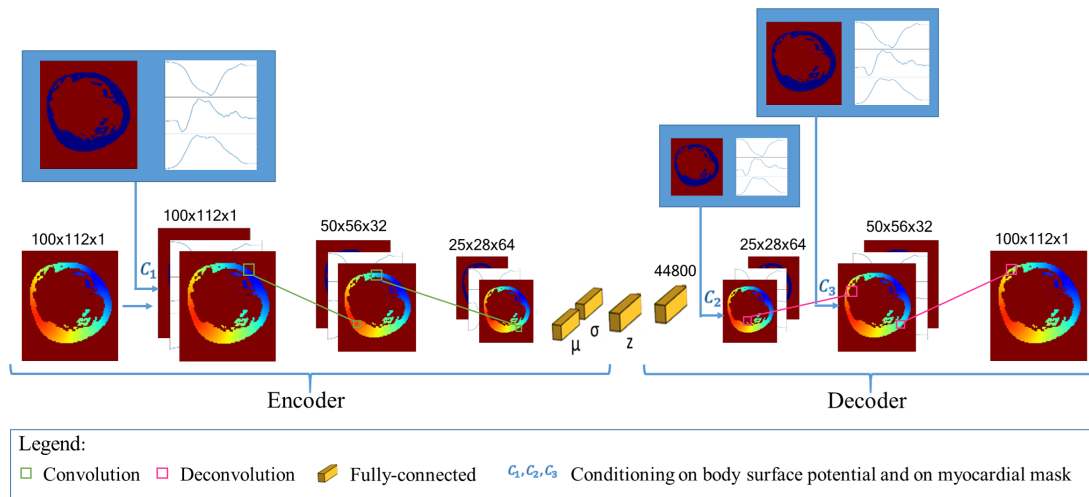 100x112x1
C₁
100x112x1
50x56x32
25x28x64
μ
σ
z
44800
C₂
25x28x64
C₃
50x56x32
100x112x1
Encoder
Decoder
Legend:
Convolution
Deconvolution
Fully-connected
C₁, C₂, C₃ Conditioning on body surface potential and on myocardial mask